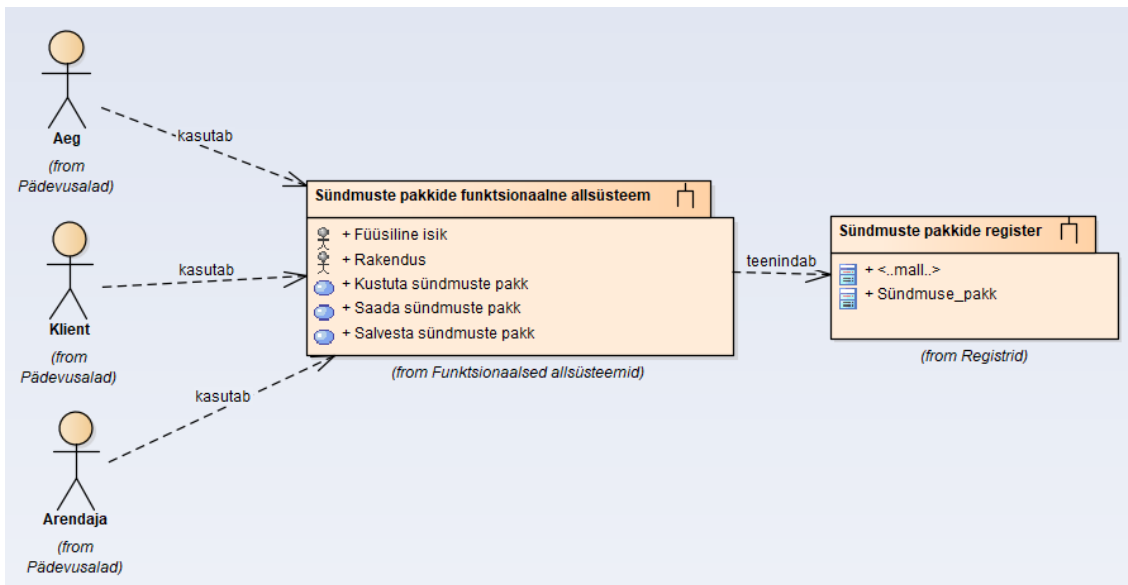 Aeg
(from
Pädevusalad)
kasutab
Klient
(from
Pädevusalad)
kasutab
Arendaja
(from
Pädevusalad)
kasutab
Sündmuste pakkide funktsionaalne allsüsteem
+ Füüsiline isik
+ Rakendus
+ Kustuta sündmuste pakk
+ Saada sündmuste pakk
+ Salvesta sündmuste pakk
(from Funktsionaalsed allsüsteemid)
teenindab
Sündmuste pakkide register
+ <..mall..>
+ Sündmuse_pakk
(from Registrid)